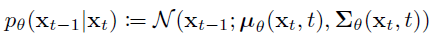 p_θ(x_{t−1}|x_t) := 𝒩(x_{t−1}; μ_θ(x_t, t), Σ_θ(x_t, t))